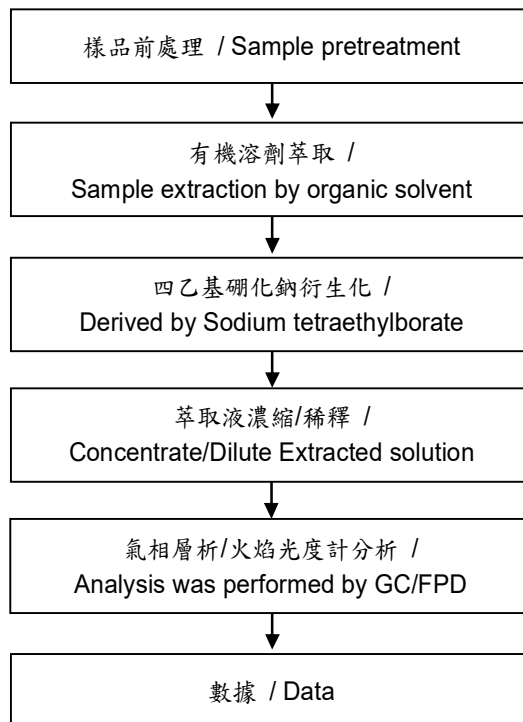 樣品前處理 / Sample pretreatment
有機溶劑萃取 /
Sample extraction by organic solvent
四乙基硼化鈉衍生化 /
Derived by Sodium tetraethylborate
萃取液濃縮/稀釋 /
Concentrate/Dilute Extracted solution
氣相層析/火焰光度計分析 /
Analysis was performed by GC/FPD
數據 / Data